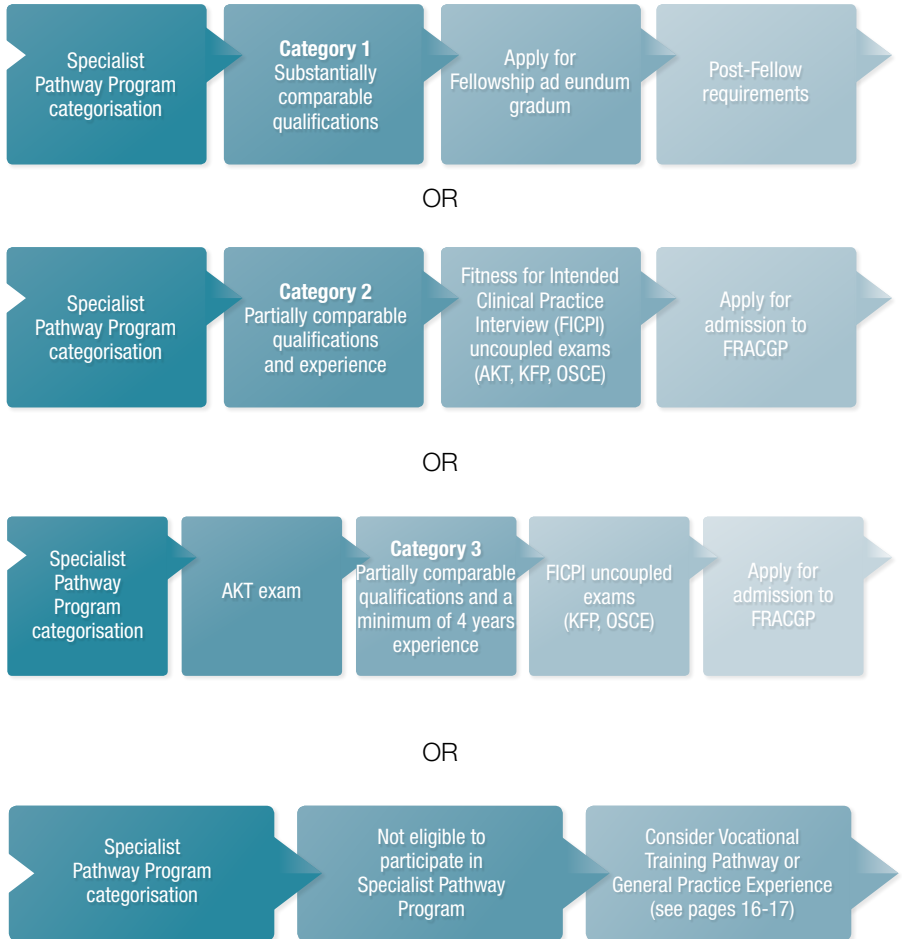 Specialist
Pathway Program
categorisation
Category 1
Substantially
comparable
qualifications
Apply for
Fellowship ad eundum
gradum
Post-Fellow
requirements
OR
Specialist
Pathway Program
categorisation
Category 2
Partially comparable
qualifications
and experience
Fitness for Intended
Clinical Practice
Interview (FICPI)
uncoupled exams
(AKT, KFP, OSCE)
Apply for
admission to
FRACGP
OR
Specialist
Pathway
Program
categorisation
AKT exam
Category 3
Partially comparable
qualifications and a
minimum of 4 years
experience
FICPI uncoupled
exams
(KFP, OSCE)
Apply for
admission to
FRACGP
OR
Specialist
Pathway Program
categorisation
Not eligible to
participate in
Specialist Pathway
Program
Consider Vocational
Training Pathway or
General Practice Experience
(see pages 16-17)